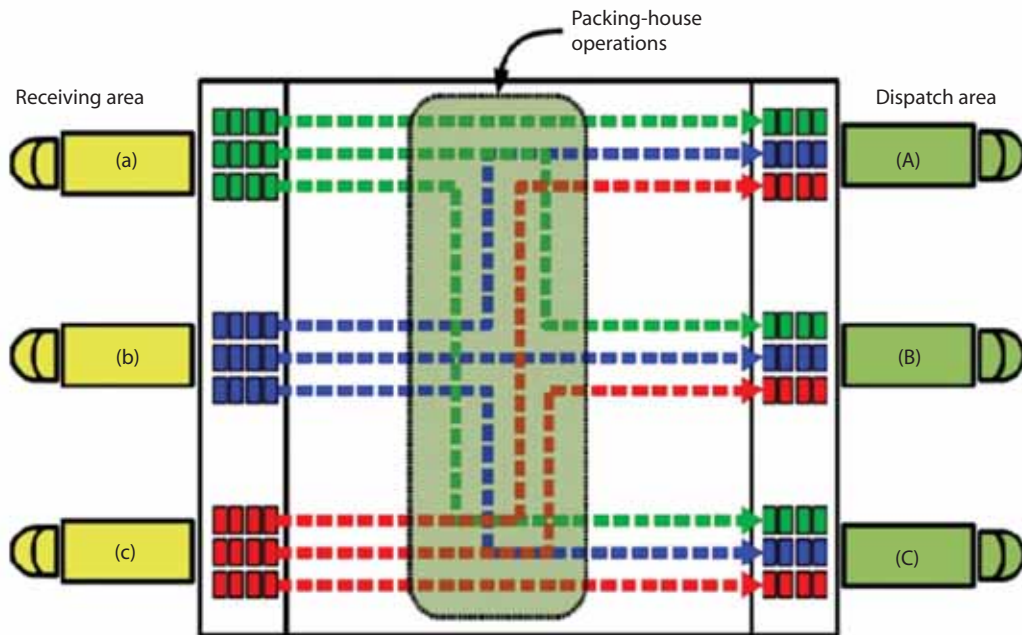 Packing-house
operations
Receiving area
Dispatch area
(a)
(A)
(b)
(B)
(c)
(C)